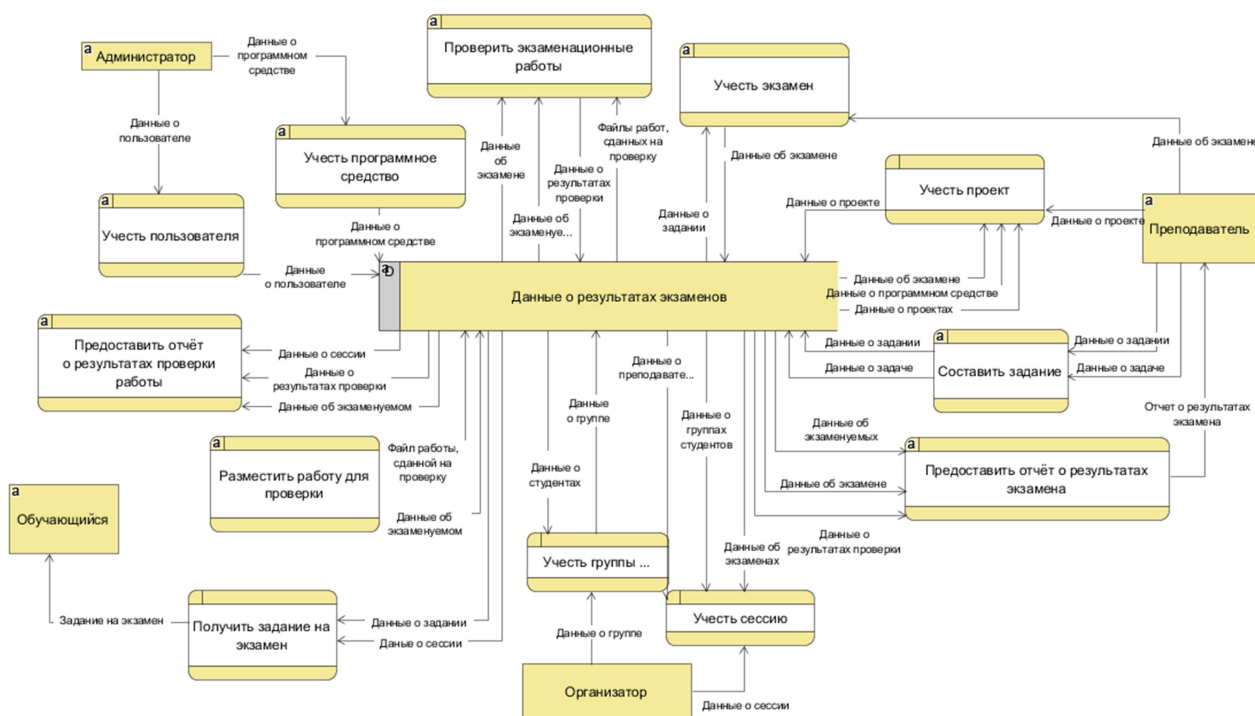 a
Администратор
Данные о
программном
средстве
a
Проверить экзаменационные
работы
a
Учесть экзамен
Данные о
пользователе
a
Учесть программное
средство
Данные
об
экзамене
Файлы работ,
сданных на
проверку
Данные о
результатах
проверки
Данные об
экзаменуе...
Данные об экзамене
Данные об экзамене
Учесть проект
a
Учесть пользователя
Данные о
программном средстве
Данные о
задании
Данные о проекте
Данные о проекте
a
Преподаватель
Данные
о пользователе
a
D
Данные о результатах экзаменов
Данные об экзамене
Данные о программном средстве
Данные о проектах
a
Предоставить отчёт
о результатах проверки
работы
Данные о сессии
Данные о
результатах проверки
Данные об экзаменуемом
Данные о
преподавате...
Данные о задании
Данные о задаче
a
Составить задание
Данные о задании
Данные о задаче
Данные
о группе
Данные о
группах
студентов
Данные об
экзаменуемых
Отчет о результатах
экзамена
a
Разместить работу для
проверки
Файл работы,
сданной на
проверку
Данные о
студентах
Данные об экзамене
a
Предоставить отчёт о результатах
экзамена
a
Обучающийся
Данные об
экзаменуемом
Данные об
экзаменах
Данные о
результатах проверки
Учесть группы ...
Задание на экзамен
Получить задание на
экзамен
Данные о задании
Даные о сессии
Данные о группе
Учесть сессию
Организатор
Данные о сессии